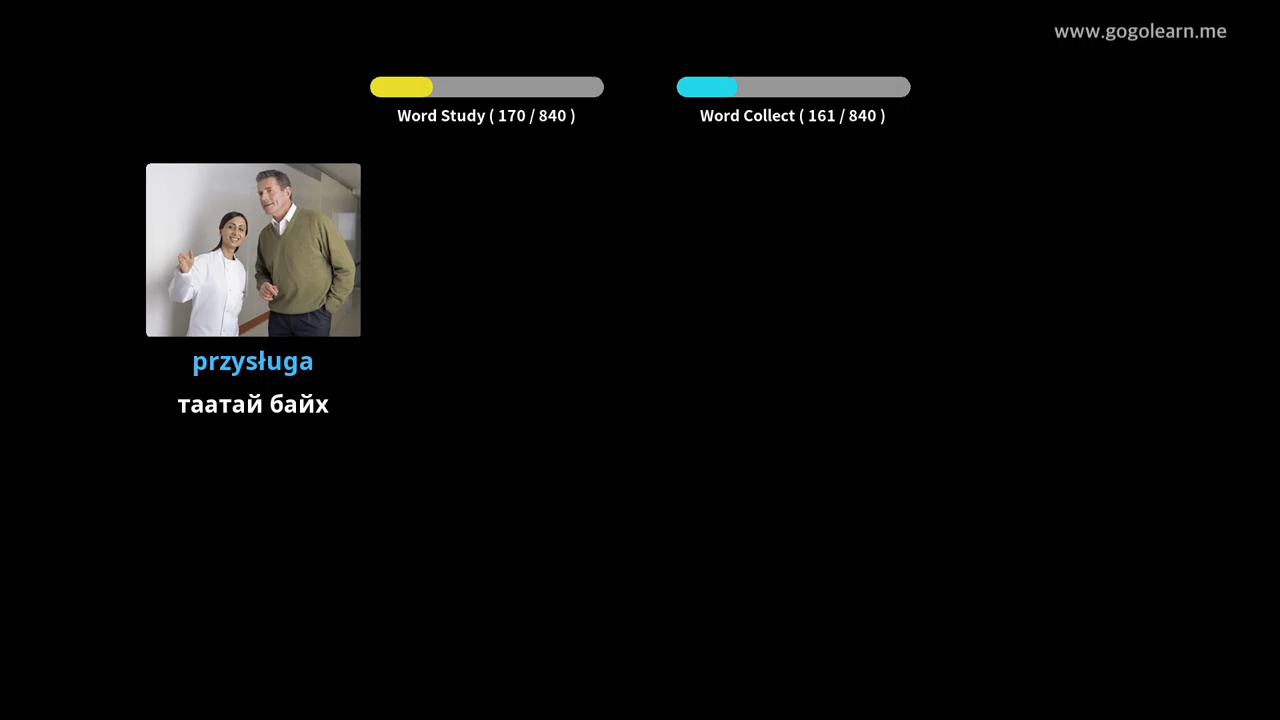 www.gogolearn.me
Word Study ( 170 / 840 )
Word Collect ( 161 / 840 )
przysługa
таатай байх